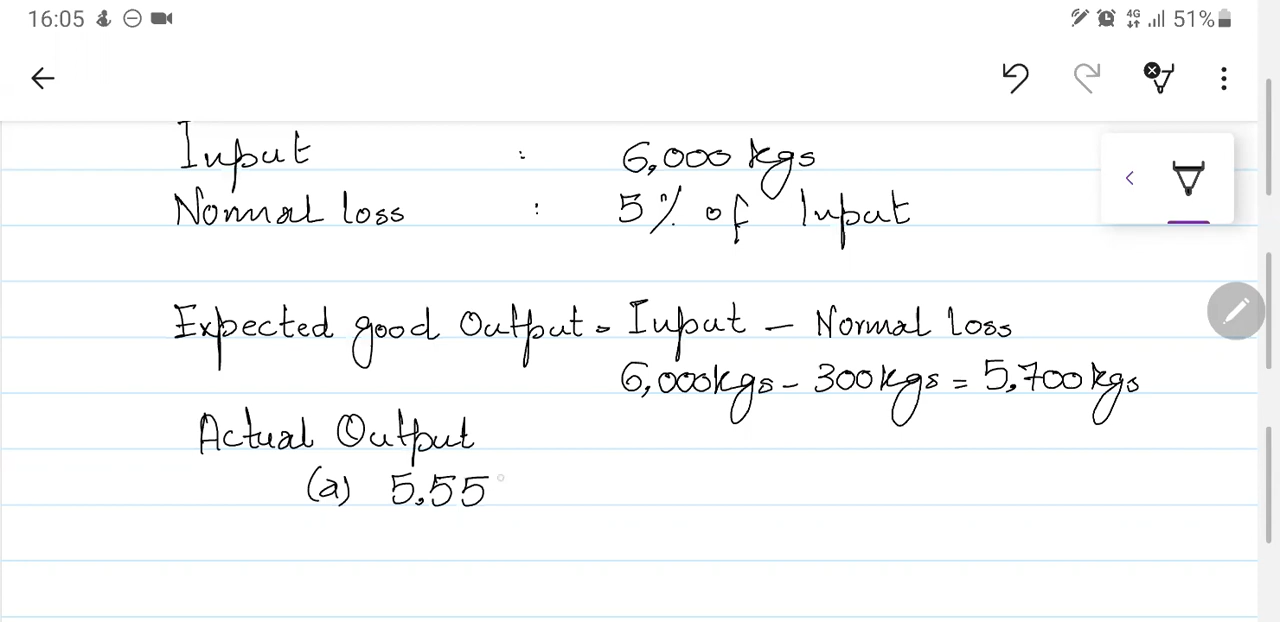 16:05 4G 51%
Input : 6,000 kgs
Normal loss : 5% of Input
Expected good Output = Input - Normal loss
6,000kgs - 300kgs = 5,700kgs
Actual Output
(a) 5,55